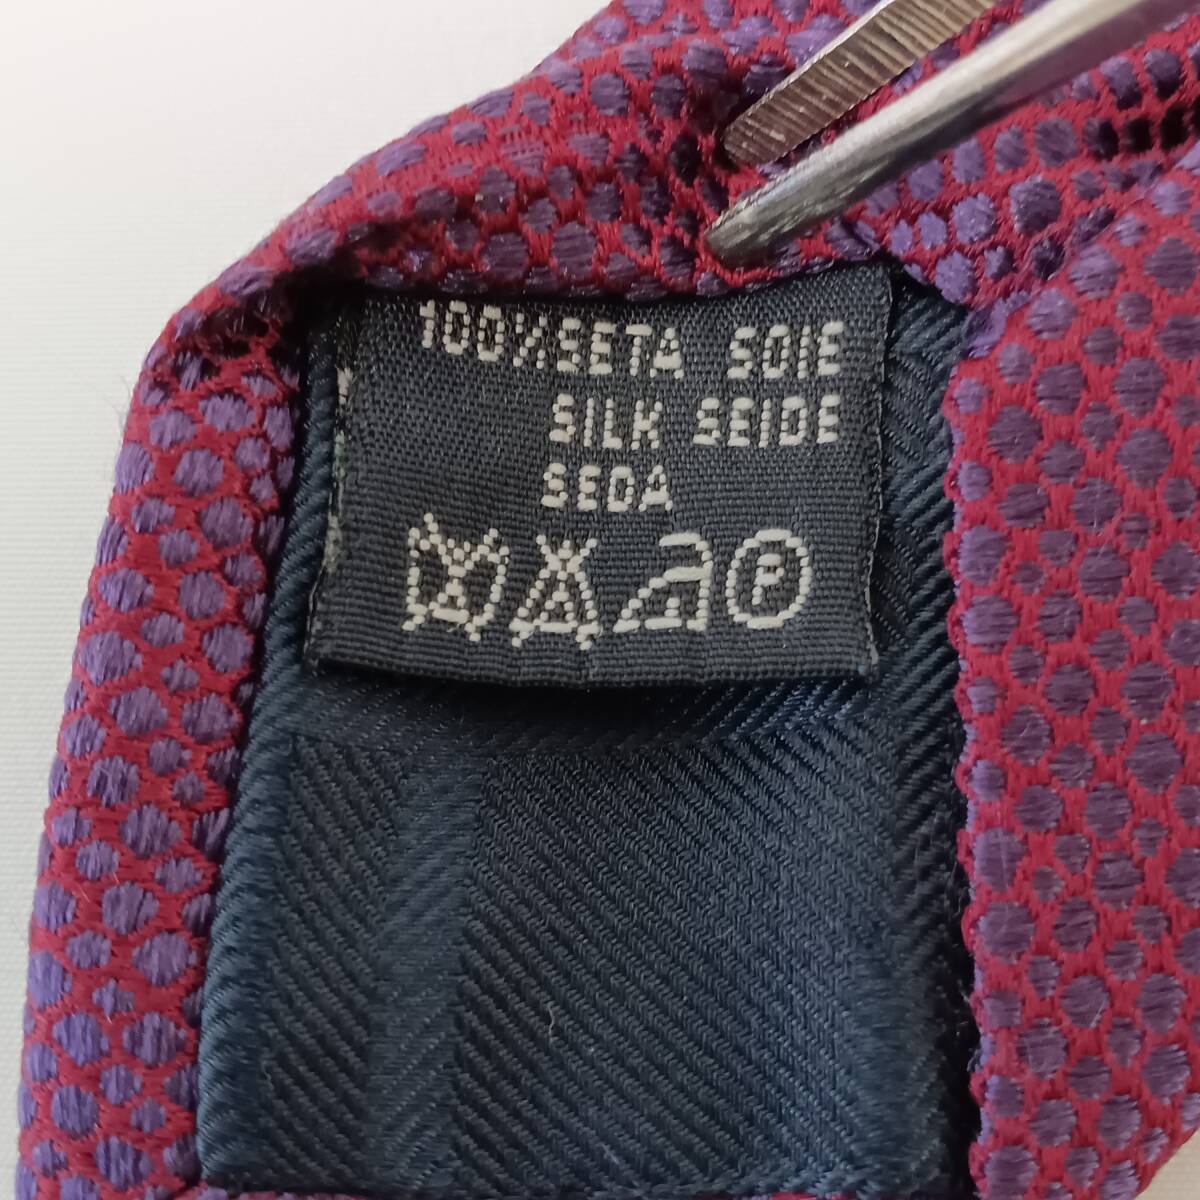 100% SETA SOIE
SILK SEIDE
SEDA
P